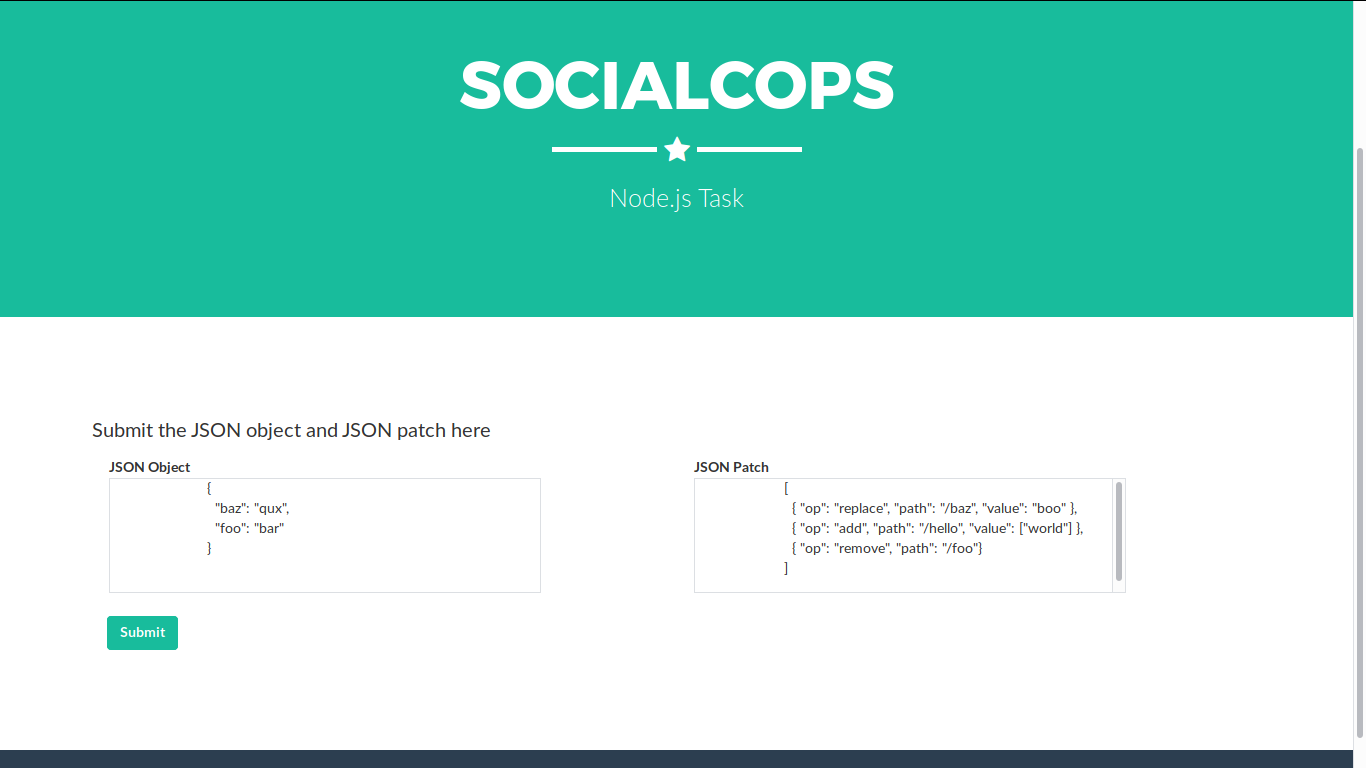 SOCIALCOPS
Node.js Task
Submit the JSON object and JSON patch here
JSON Object
{
"baz": "qux",
"foo": "bar"
}
JSON Patch
[
{ "op": "replace", "path": "/baz", "value": "boo" },
{ "op": "add", "path": "/hello", "value": ["world"] },
{ "op": "remove", "path": "/foo"}
]
Submit